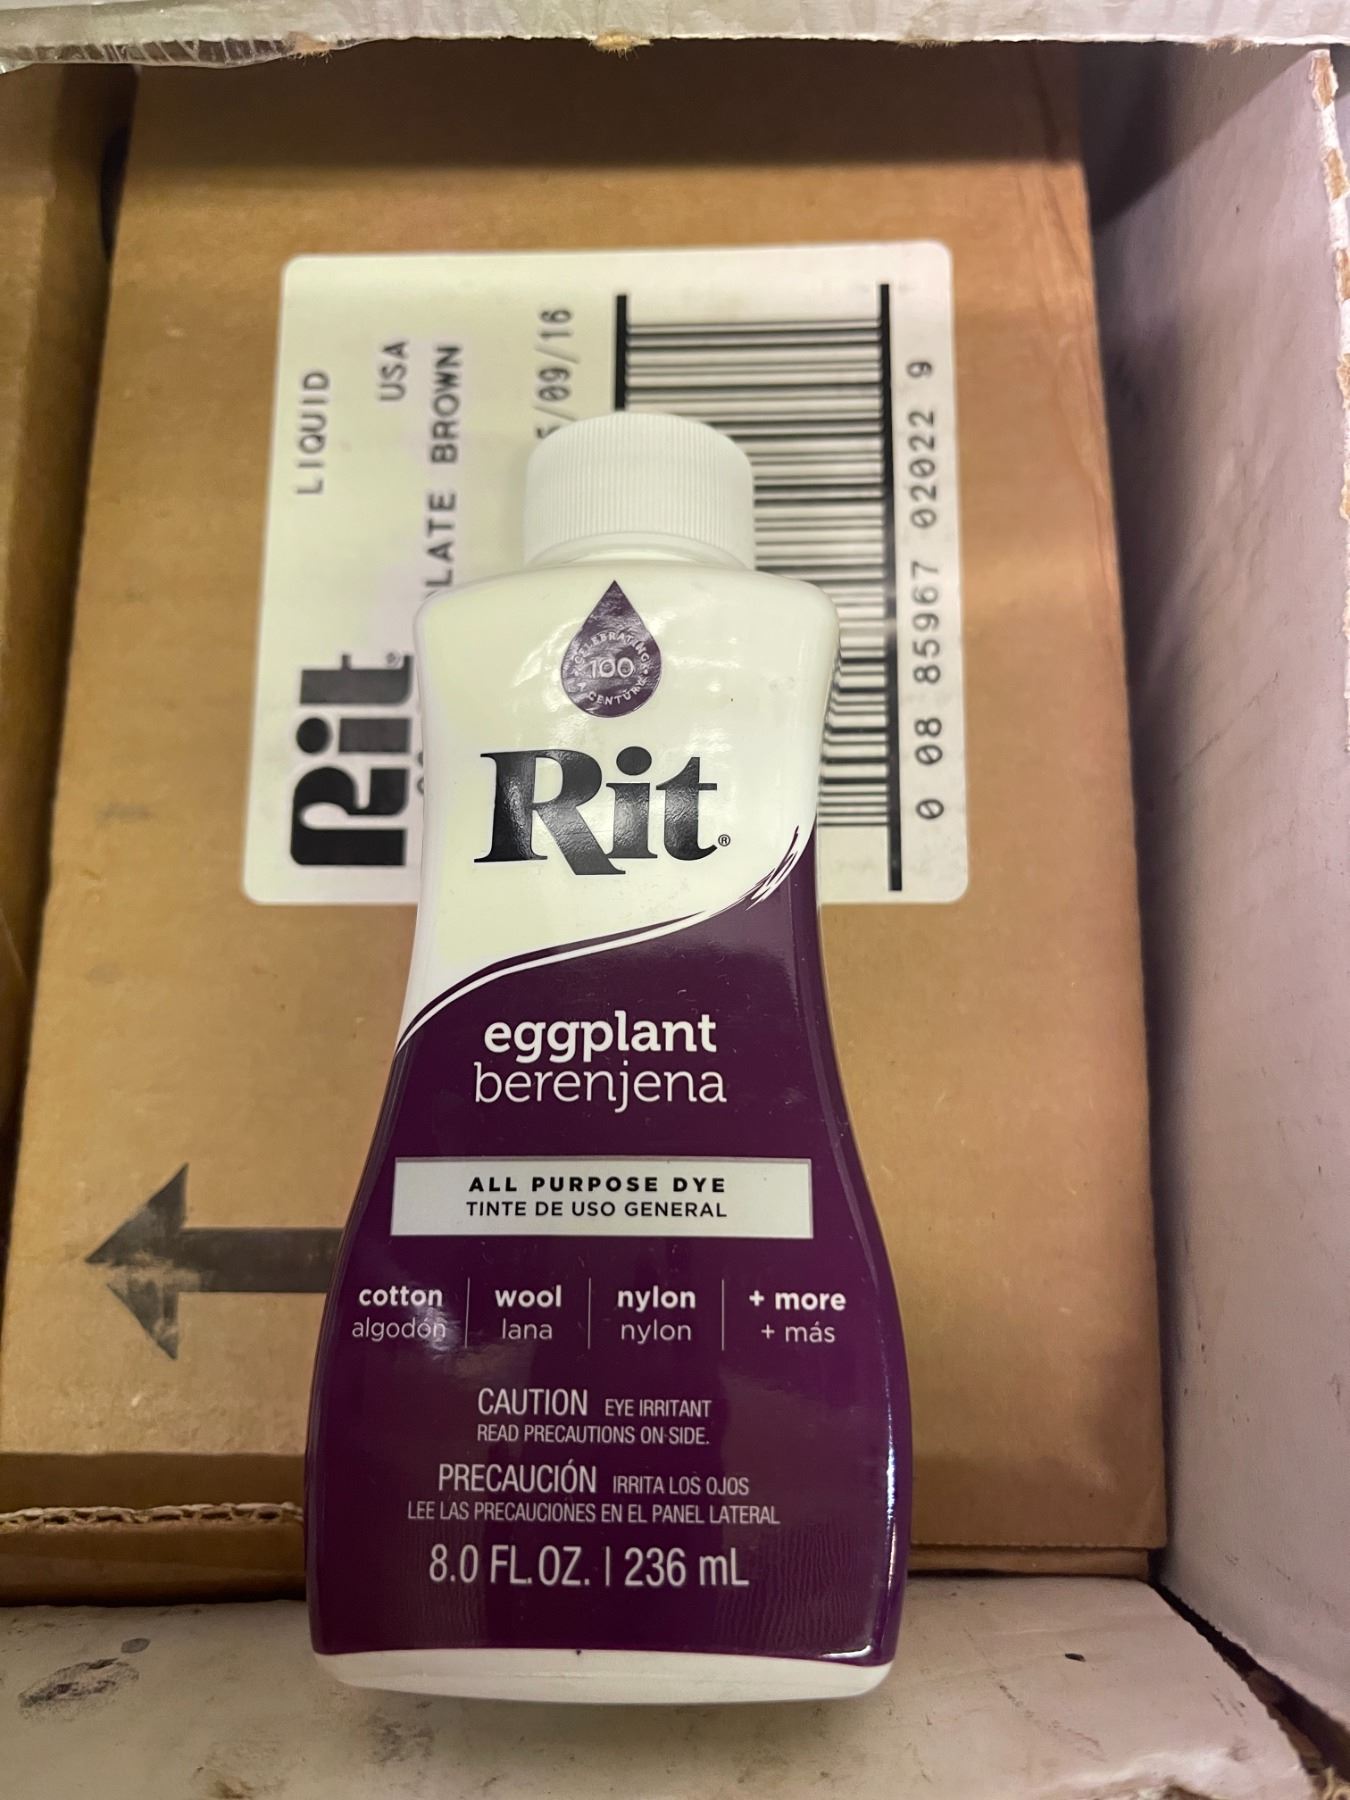 LIQUID
USA
LATE BROWN
/09/16
Rit®
0 08 85967 02022 9
CELEBRATING
100
A CENTURY
Rit®
eggplant
berenjena
ALL PURPOSE DYE
TINTE DE USO GENERAL
cotton wool nylon + more
algodón lana nylon + más
CAUTION EYE IRRITANT
READ PRECAUTIONS ON SIDE.
PRECAUCIÓN IRRITA LOS OJOS
LEE LAS PRECAUCIONES EN EL PANEL LATERAL
8.0 FL. OZ. | 236 mL